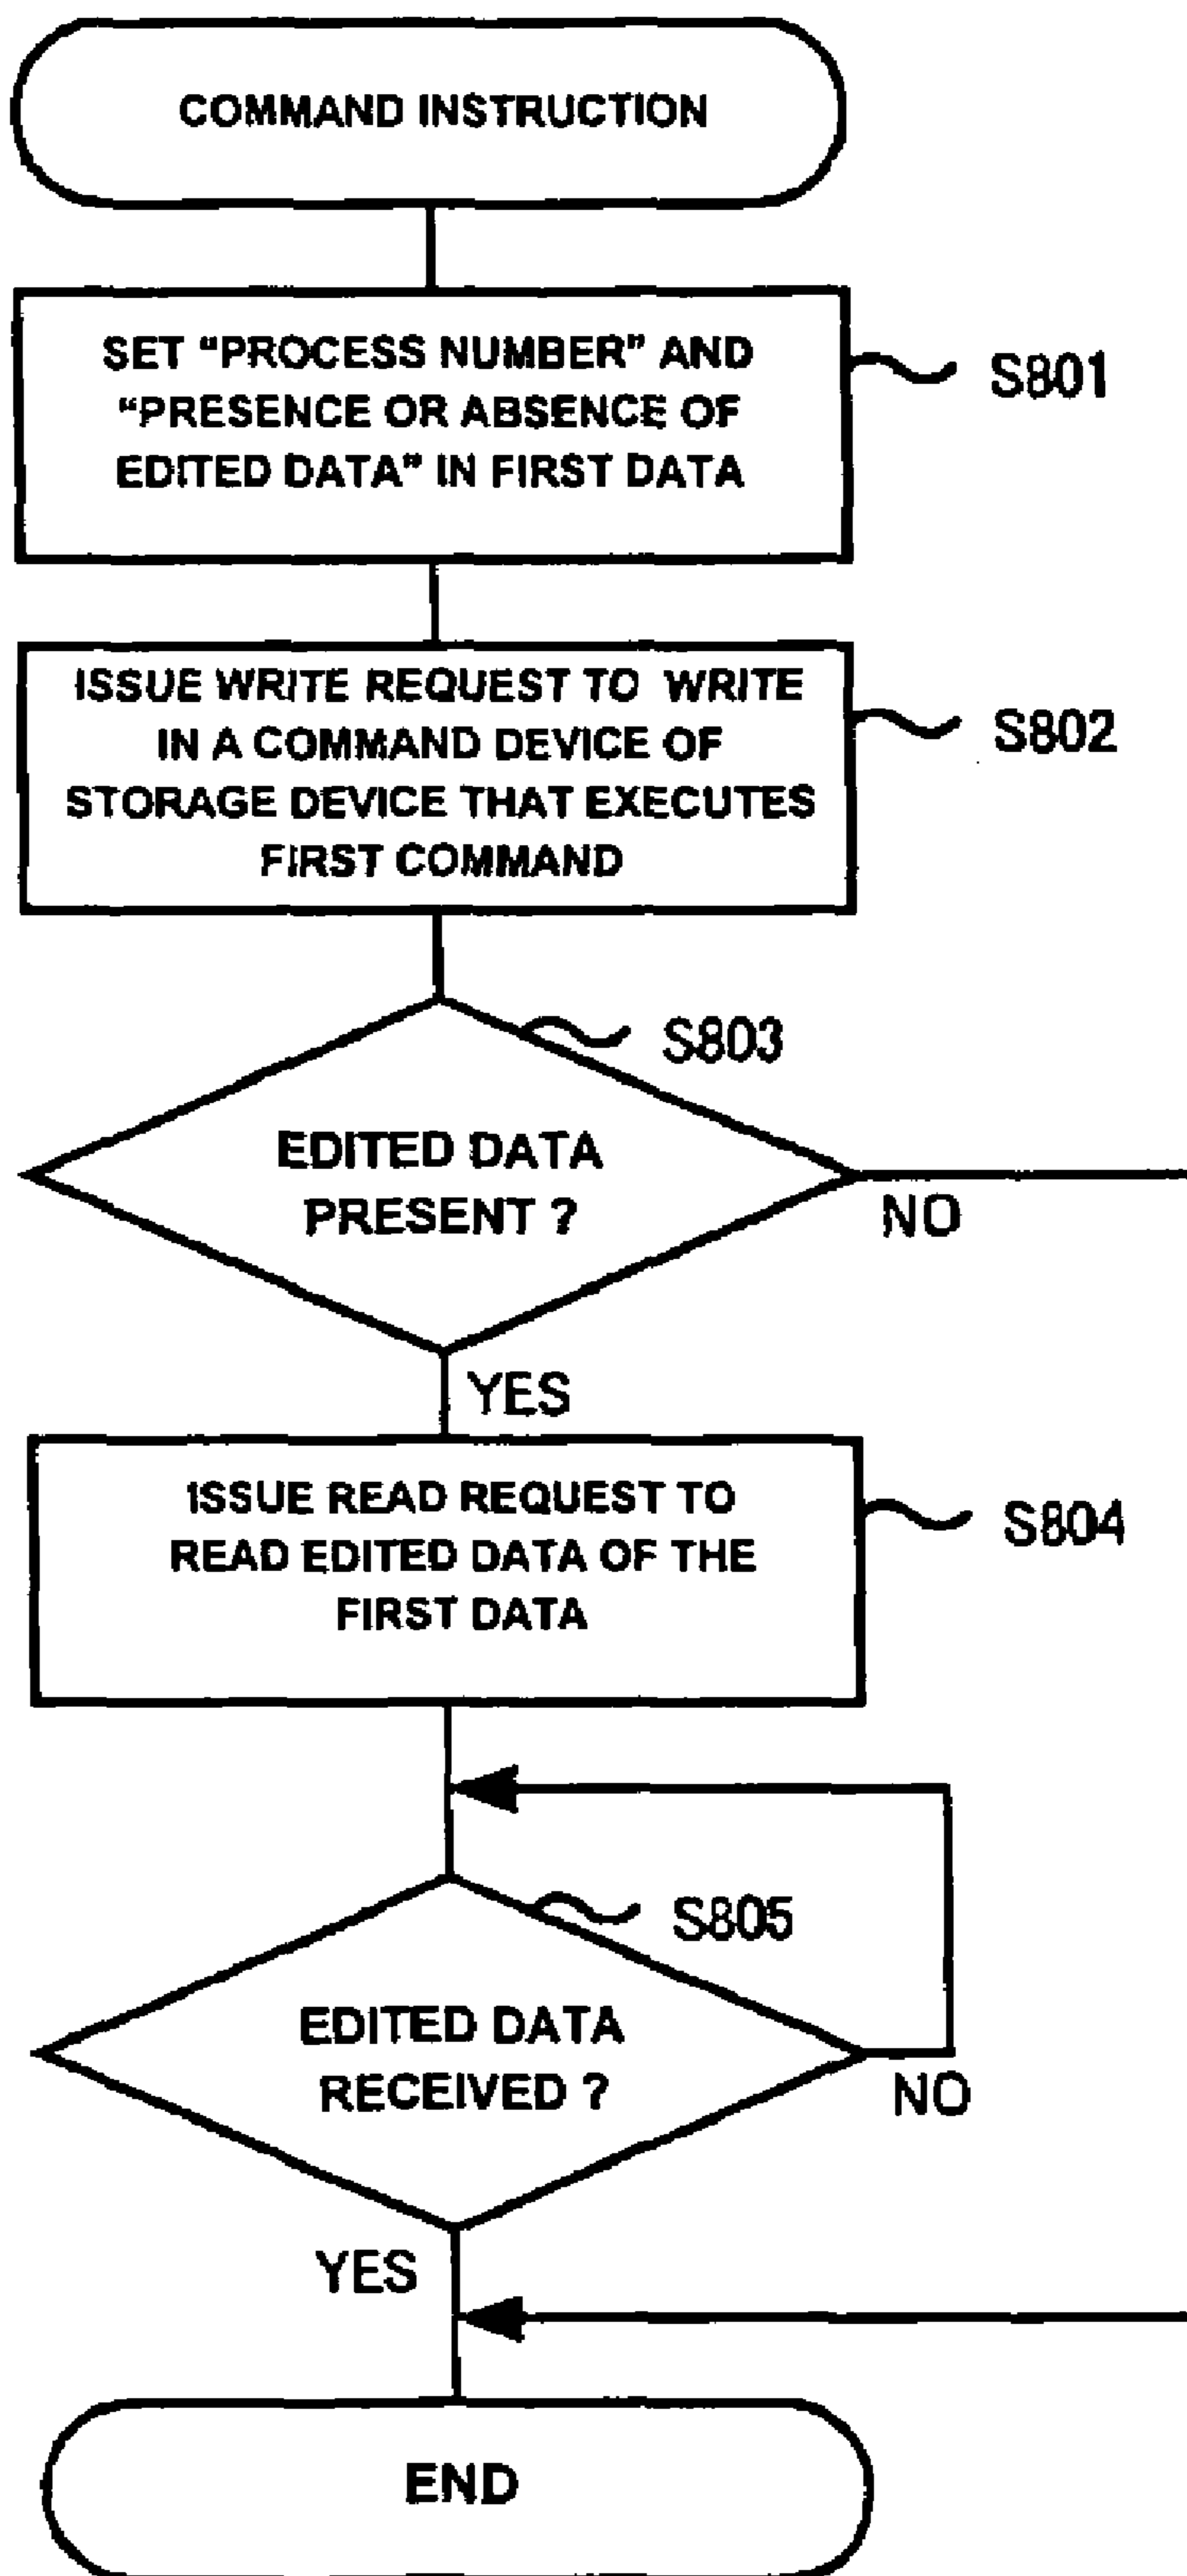 COMMAND INSTRUCTION
SET “PROCESS NUMBER” AND
“PRESENCE OR ABSENCE OF
EDITED DATA” IN FIRST DATA
S801
ISSUE WRITE REQUEST TO WRITE
IN A COMMAND DEVICE OF
STORAGE DEVICE THAT EXECUTES
FIRST COMMAND
S802
S803
EDITED DATA
PRESENT ?
NO
YES
ISSUE READ REQUEST TO
READ EDITED DATA OF THE
FIRST DATA
S804
S805
EDITED DATA
RECEIVED ?
NO
YES
END